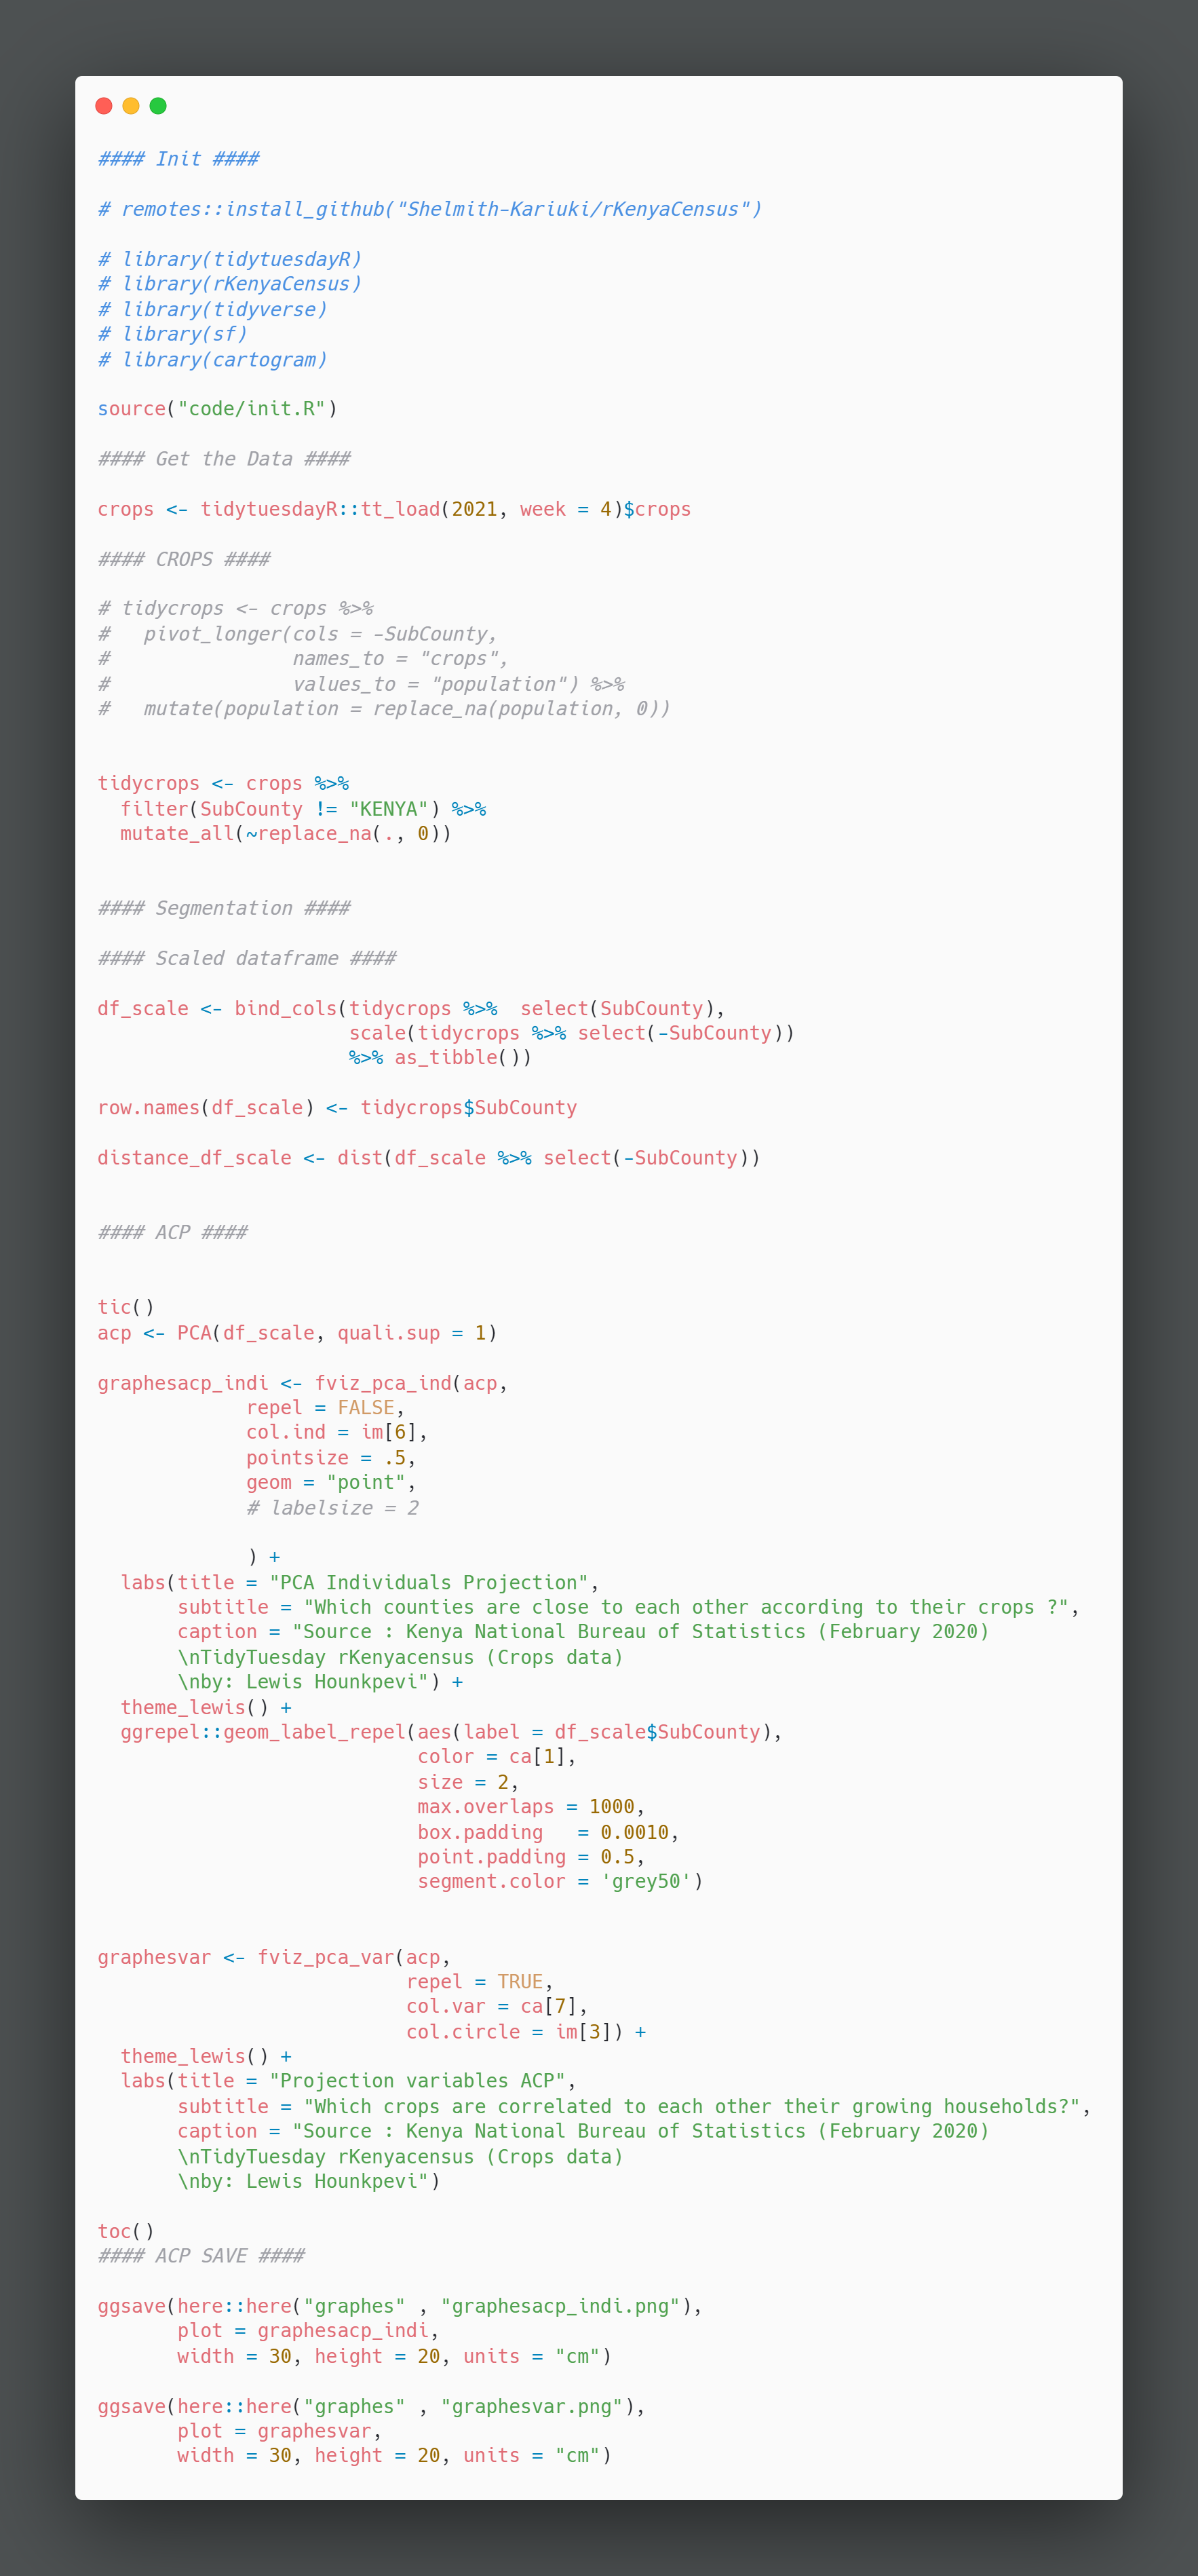 #### Init ####
# remotes::install_github("Shelmith-Kariuki/rKenyaCensus")
# library(tidytuesdayR)
# library(rKenyaCensus)
# library(tidyverse)
# library(sf)
# library(cartogram)
source("code/init.R")
#### Get the Data ####
crops <- tidytuesdayR::tt_load(2021, week = 4)$crops
#### CROPS ####
# tidycrops <- crops %>%
#   pivot_longer(cols = -SubCounty,
#                names_to = "crops",
#                values_to = "population") %>%
#   mutate(population = replace_na(population, 0))
tidycrops <- crops %>%
  filter(SubCounty != "KENYA") %>%
  mutate_all(~replace_na(., 0))
#### Segmentation ####
#### Scaled dataframe ####
df_scale <- bind_cols(tidycrops %>%  select(SubCounty),
                      scale(tidycrops %>% select(-SubCounty))
                      %>% as_tibble())
row.names(df_scale) <- tidycrops$SubCounty
distance_df_scale <- dist(df_scale %>% select(-SubCounty))
#### ACP ####
tic()
acp <- PCA(df_scale, quali.sup = 1)
graphesacp_indi <- fviz_pca_ind(acp,
             repel = FALSE,
             col.ind = im[6],
             pointsize = .5,
             geom = "point",
             # labelsize = 2
             ) +
  labs(title = "PCA Individuals Projection",
       subtitle = "Which counties are close to each other according to their crops ?",
       caption = "Source : Kenya National Bureau of Statistics (February 2020)
       \nTidyTuesday rKenyacensus (Crops data)
       \nby: Lewis Hounkpevi") +
  theme_lewis() +
  ggrepel::geom_label_repel(aes(label = df_scale$SubCounty),
                            color = ca[1],
                            size = 2,
                            max.overlaps = 1000,
                            box.padding   = 0.0010,
                            point.padding = 0.5,
                            segment.color = 'grey50')
graphesvar <- fviz_pca_var(acp,
                           repel = TRUE,
                           col.var = ca[7],
                           col.circle = im[3]) +
  theme_lewis() +
  labs(title = "Projection variables ACP",
       subtitle = "Which crops are correlated to each other their growing households?",
       caption = "Source : Kenya National Bureau of Statistics (February 2020)
       \nTidyTuesday rKenyacensus (Crops data)
       \nby: Lewis Hounkpevi")
toc()
#### ACP SAVE ####
ggsave(here::here("graphes" , "graphesacp_indi.png"),
       plot = graphesacp_indi,
       width = 30, height = 20, units = "cm")
ggsave(here::here("graphes" , "graphesvar.png"),
       plot = graphesvar,
       width = 30, height = 20, units = "cm")